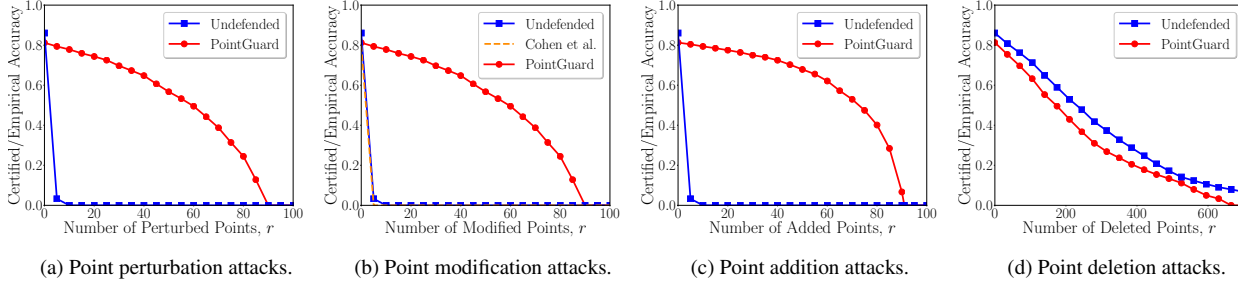 Certified/Empirical Accuracy
1.0
0.8
0.6
0.4
0.2
0.0
0 20 40 60 80 100
Undefended
PointGuard
Number of Perturbed Points, r
(a) Point perturbation attacks.
Certified/Empirical Accuracy
1.0
0.8
0.6
0.4
0.2
0.0
0 20 40 60 80 100
Undefended
Cohen et al.
PointGuard
Number of Modified Points, r
(b) Point modification attacks.
Certified/Empirical Accuracy
1.0
0.8
0.6
0.4
0.2
0.0
0 20 40 60 80 100
Undefended
PointGuard
Number of Added Points, r
(c) Point addition attacks.
Certified/Empirical Accuracy
1.0
0.8
0.6
0.4
0.2
0.0
0 200 400 600
Undefended
PointGuard
Number of Deleted Points, r
(d) Point deletion attacks.